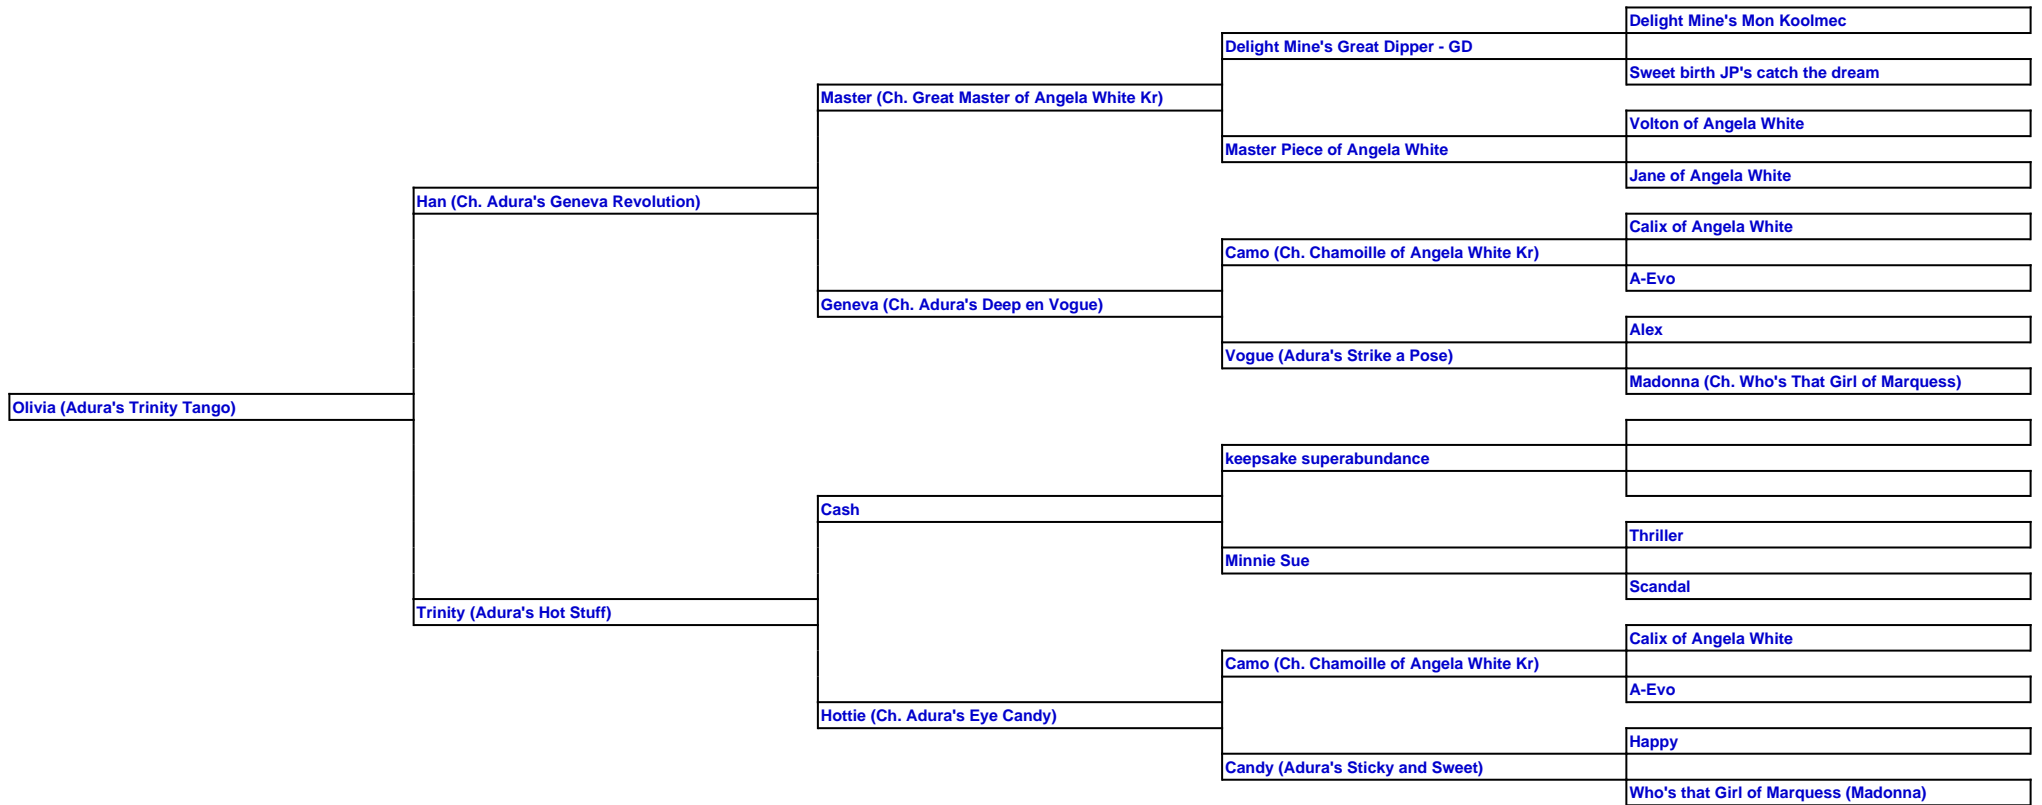 Delight Mine's Mon Koolmec
Delight Mine's Great Dipper - GD
Sweet birth JP's catch the dream
Master (Ch. Great Master of Angela White Kr)
Volton of Angela White
Master Piece of Angela White
Jane of Angela White
Han (Ch. Adura's Geneva Revolution)
Calix of Angela White
Camo (Ch. Chamoille of Angela White Kr)
A-Evo
Geneva (Ch. Adura's Deep en Vogue)
Alex
Vogue (Adura's Strike a Pose)
Madonna (Ch. Who's That Girl of Marquess)
Olivia (Adura's Trinity Tango)
keepsake superabundance
Cash
Thriller
Minnie Sue
Scandal
Trinity (Adura's Hot Stuff)
Calix of Angela White
Camo (Ch. Chamoille of Angela White Kr)
A-Evo
Hottie (Ch. Adura's Eye Candy)
Happy
Candy (Adura's Sticky and Sweet)
Who's that Girl of Marquess (Madonna)